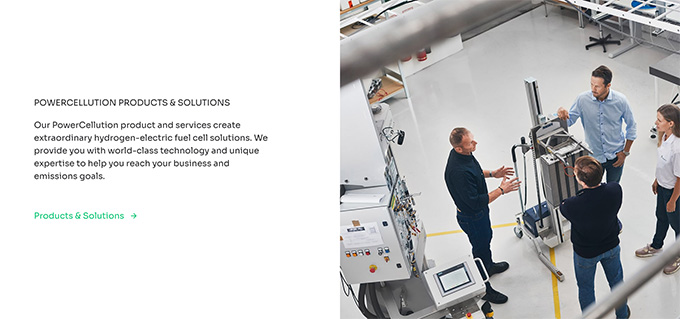 POWERCELLUTION PRODUCTS & SOLUTIONS
Our PowerCellution product and services create
extraordinary hydrogen-electric fuel cell solutions. We
provide you with world-class technology and unique
expertise to help you reach your business and
emissions goals.
Products & Solutions →